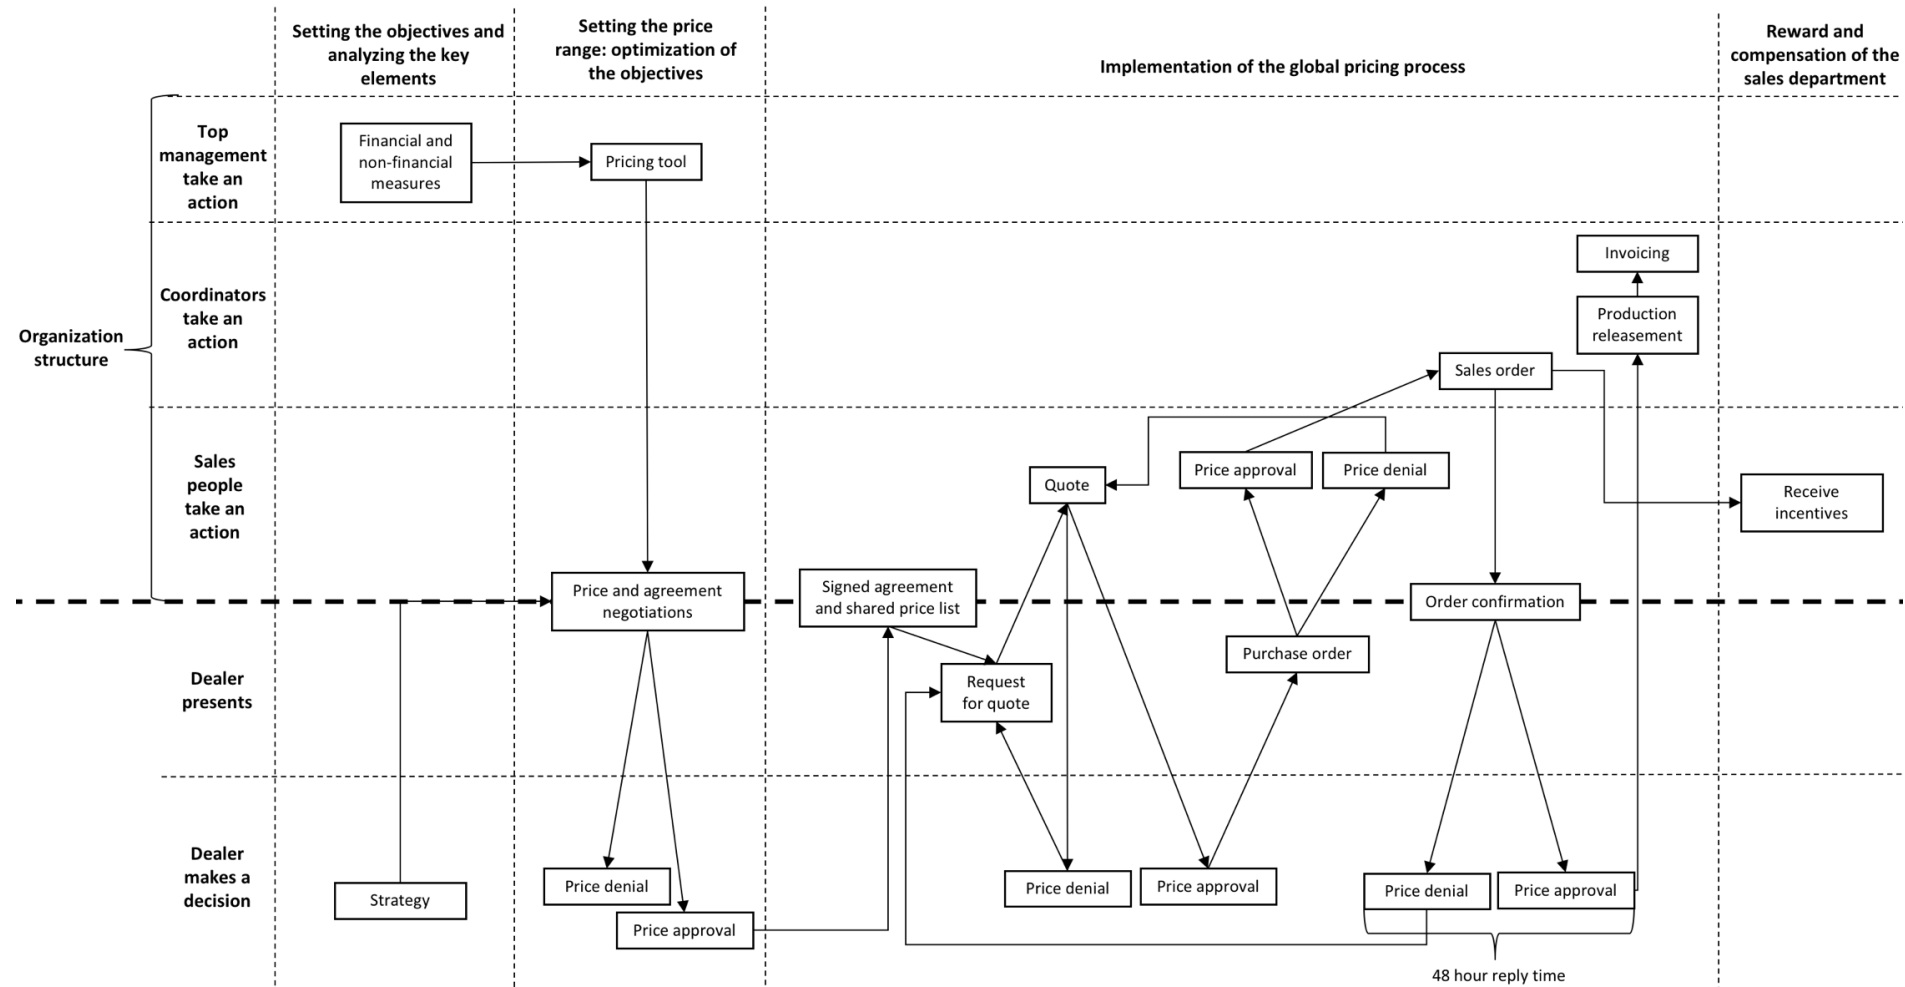 Setting the objectives and
analyzing the key
elements
Setting the price
range: optimization of
the objectives
Implementation of the global pricing process
Reward and
compensation of the
sales department
Organization
structure
Top
management
take an
action
Financial and
non-financial
measures
Pricing tool
Coordinators
take an
action
Invoicing
Production
releasement
Sales order
Sales
people
take an
action
Quote
Price approval
Price denial
Receive
incentives
Price and agreement
negotiations
Signed agreement
and shared price list
Order confirmation
Dealer
presents
Request
for quote
Purchase order
Dealer
makes a
decision
Strategy
Price denial
Price approval
Price denial
Price approval
Price denial
Price approval
48 hour reply time